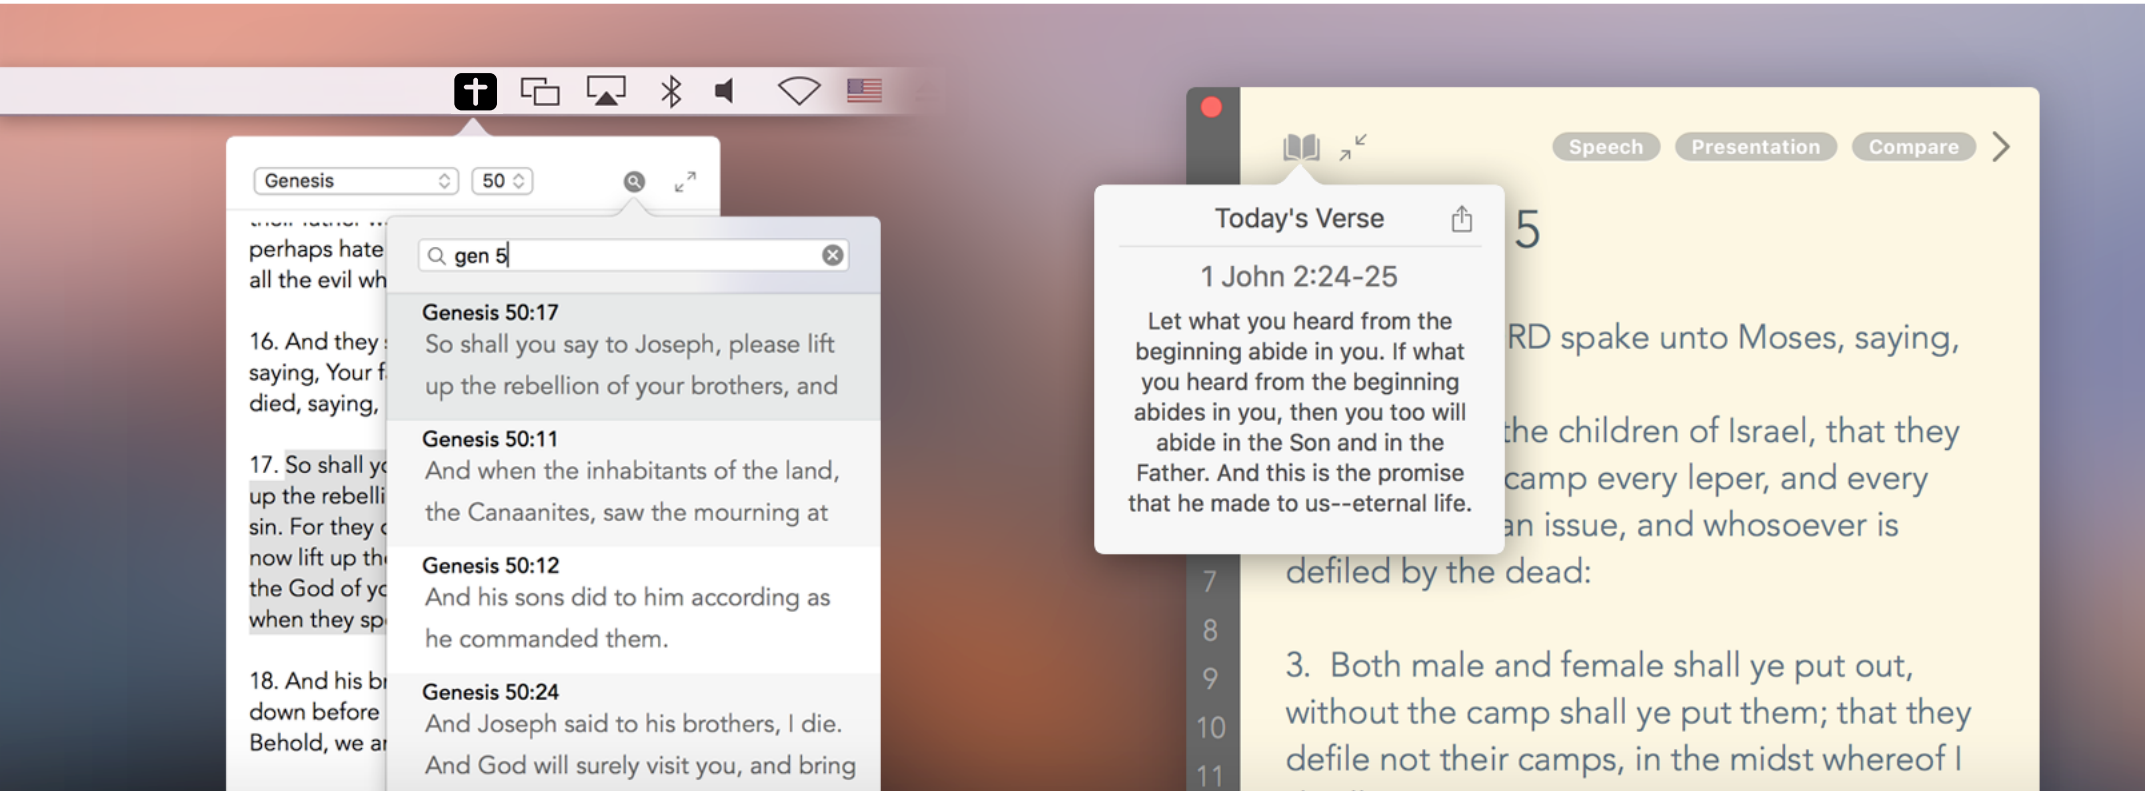 Genesis
50
perhaps hate
all the evil wh
16. And they
saying, Your f
died, saying,
17. So shall yo
up the rebelli
sin. For they
now lift up the
the God of yo
when they sp
18. And his br
down before
Behold, we ar
gen 5
Genesis 50:17
So shall you say to Joseph, please lift
up the rebellion of your brothers, and
Genesis 50:11
And when the inhabitants of the land,
the Canaanites, saw the mourning at
Genesis 50:12
And his sons did to him according as
he commanded them.
Genesis 50:24
And Joseph said to his brothers, I die.
And God will surely visit you, and bring
Speech
Presentation
Compare
Today's Verse
1 John 2:24-25
Let what you heard from the
beginning abide in you. If what
you heard from the beginning
abides in you, then you too will
abide in the Son and in the
Father. And this is the promise
that he made to us--eternal life.
5
RD spake unto Moses, saying,
the children of Israel, that they
camp every leper, and every
an issue, and whosoever is
defiled by the dead:
3. Both male and female shall ye put out,
without the camp shall ye put them; that they
defile not their camps, in the midst whereof I
7
8
9
10
11